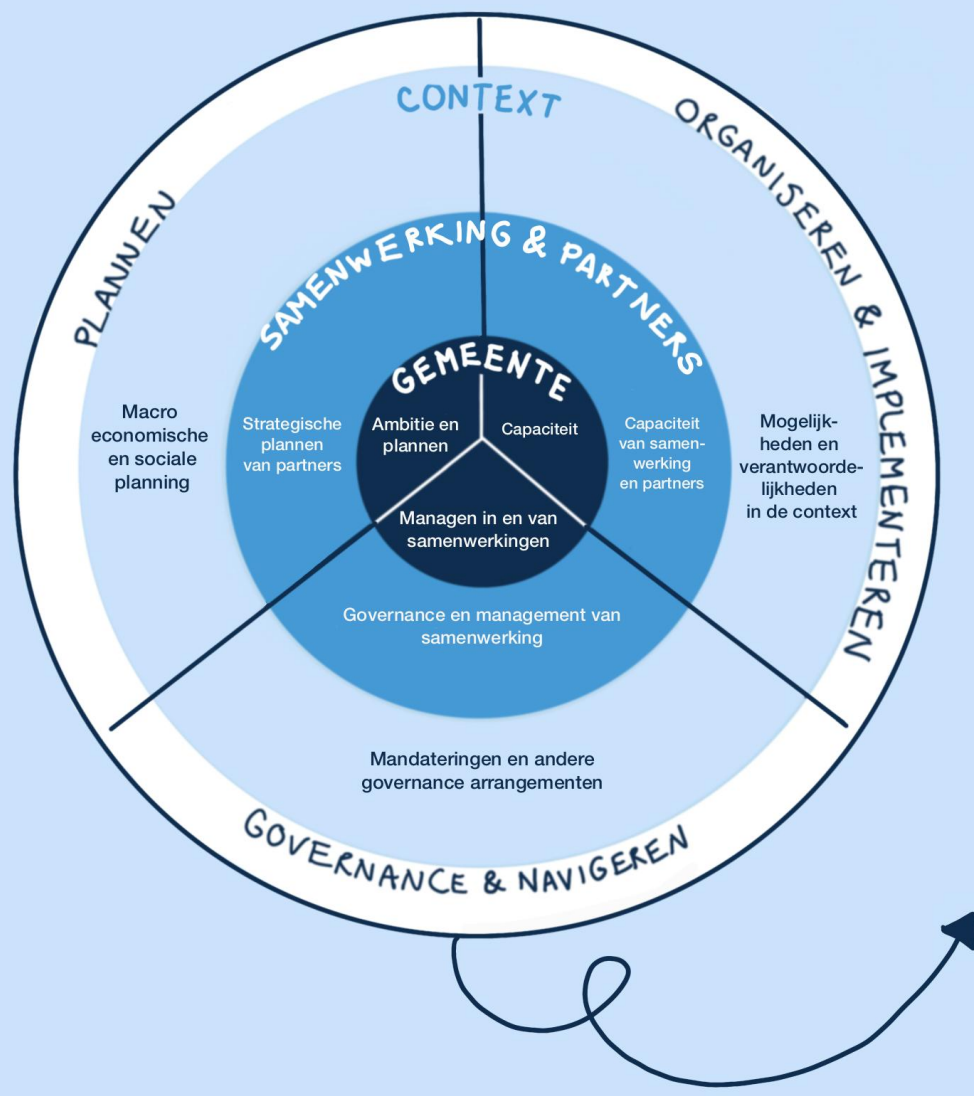 CONTEXT
PLANNEN
ORGANISEREN & IMPLEMENTEREN
SAMENWERKING & PARTNERS
GEMEENTE
Macro
economische
en sociale
planning
Strategische
plannen
van partners
Ambitie en
plannen
Capaciteit
Capaciteit
van samen-
werking
en partners
Mogelijk-
heden en
verantwoorde-
lijkheden
in de context
Managen in en van
samenwerkingen
Governance en management van
samenwerking
Mandateringen en andere
governance arrangementen
GOVERNANCE & NAVIGEREN